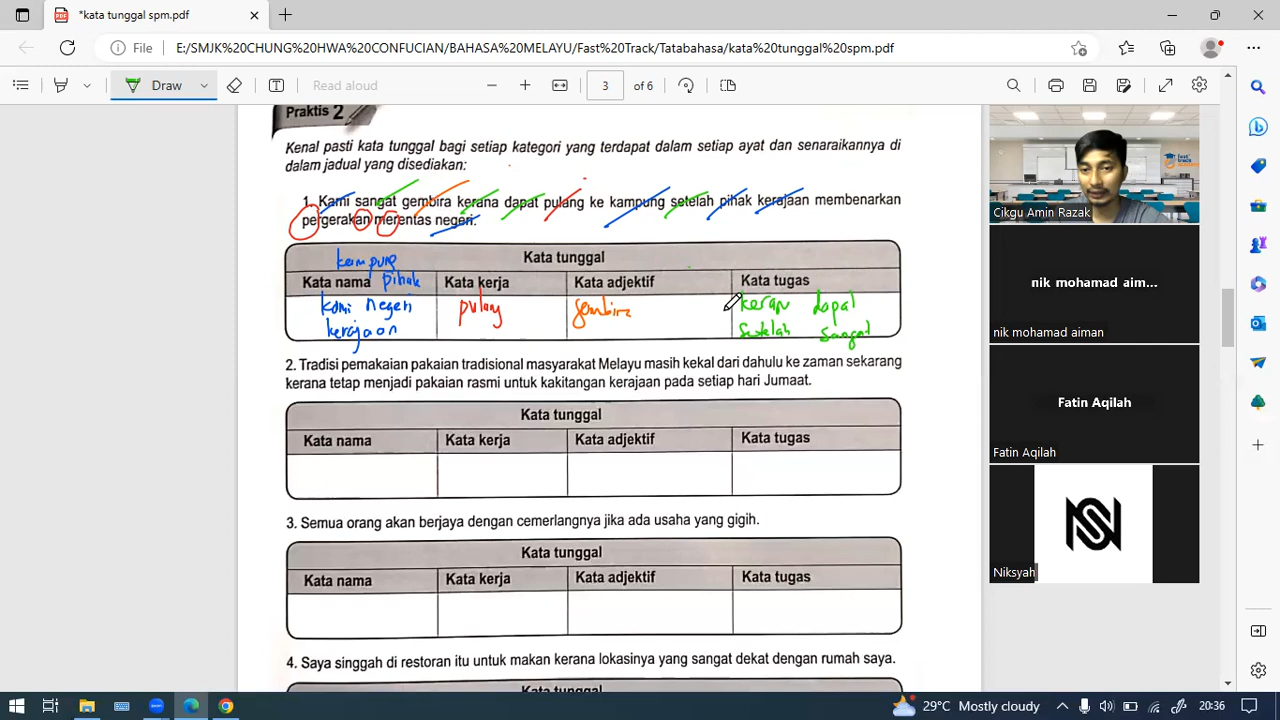 *kata tunggal spm.pdf
File
E:/SMJK%20CHUNG%20HWA%20CONFUCIAN/BAHASA%20MELAYU/Fast%20Track/Tatabahasa/kata%20tunggal%20spm.pdf
Draw
Read aloud
3 of 6
Praktis 2
Kenal pasti kata tunggal bagi setiap kategori yang terdapat dalam setiap ayat dan senaraikannya di
dalam jadual yang disediakan:
1. Kami sangat gembira kerana dapat pulang ke kampung setelah pihak kerajaan membenarkan
pergerakan merentas negeri.
Kata tunggal
kampung
Kata nama pihak Kata kerja Kata adjektif Kata tugas
kami negeri pulang gembira dapat
kerajaan setelah sangat
2. Tradisi pemakaian pakaian tradisional masyarakat Melayu masih kekal dari dahulu ke zaman sekarang
kerana tetap menjadi pakaian rasmi untuk kakitangan kerajaan pada setiap hari Jumaat.
Kata tunggal
Kata nama Kata kerja Kata adjektif Kata tugas
3. Semua orang akan berjaya dengan cemerlangnya jika ada usaha yang gigih.
Kata tunggal
Kata nama Kata kerja Kata adjektif Kata tugas
4. Saya singgah di restoran itu untuk makan kerana lokasinya yang sangat dekat dengan rumah saya.
Kata tunggal
Cikgu Amin Razak
nik mohamad aim...
nik mohamad aiman
Fatin Aqilah
Fatin Aqilah
Niksyah
29°C Mostly cloudy
20:36